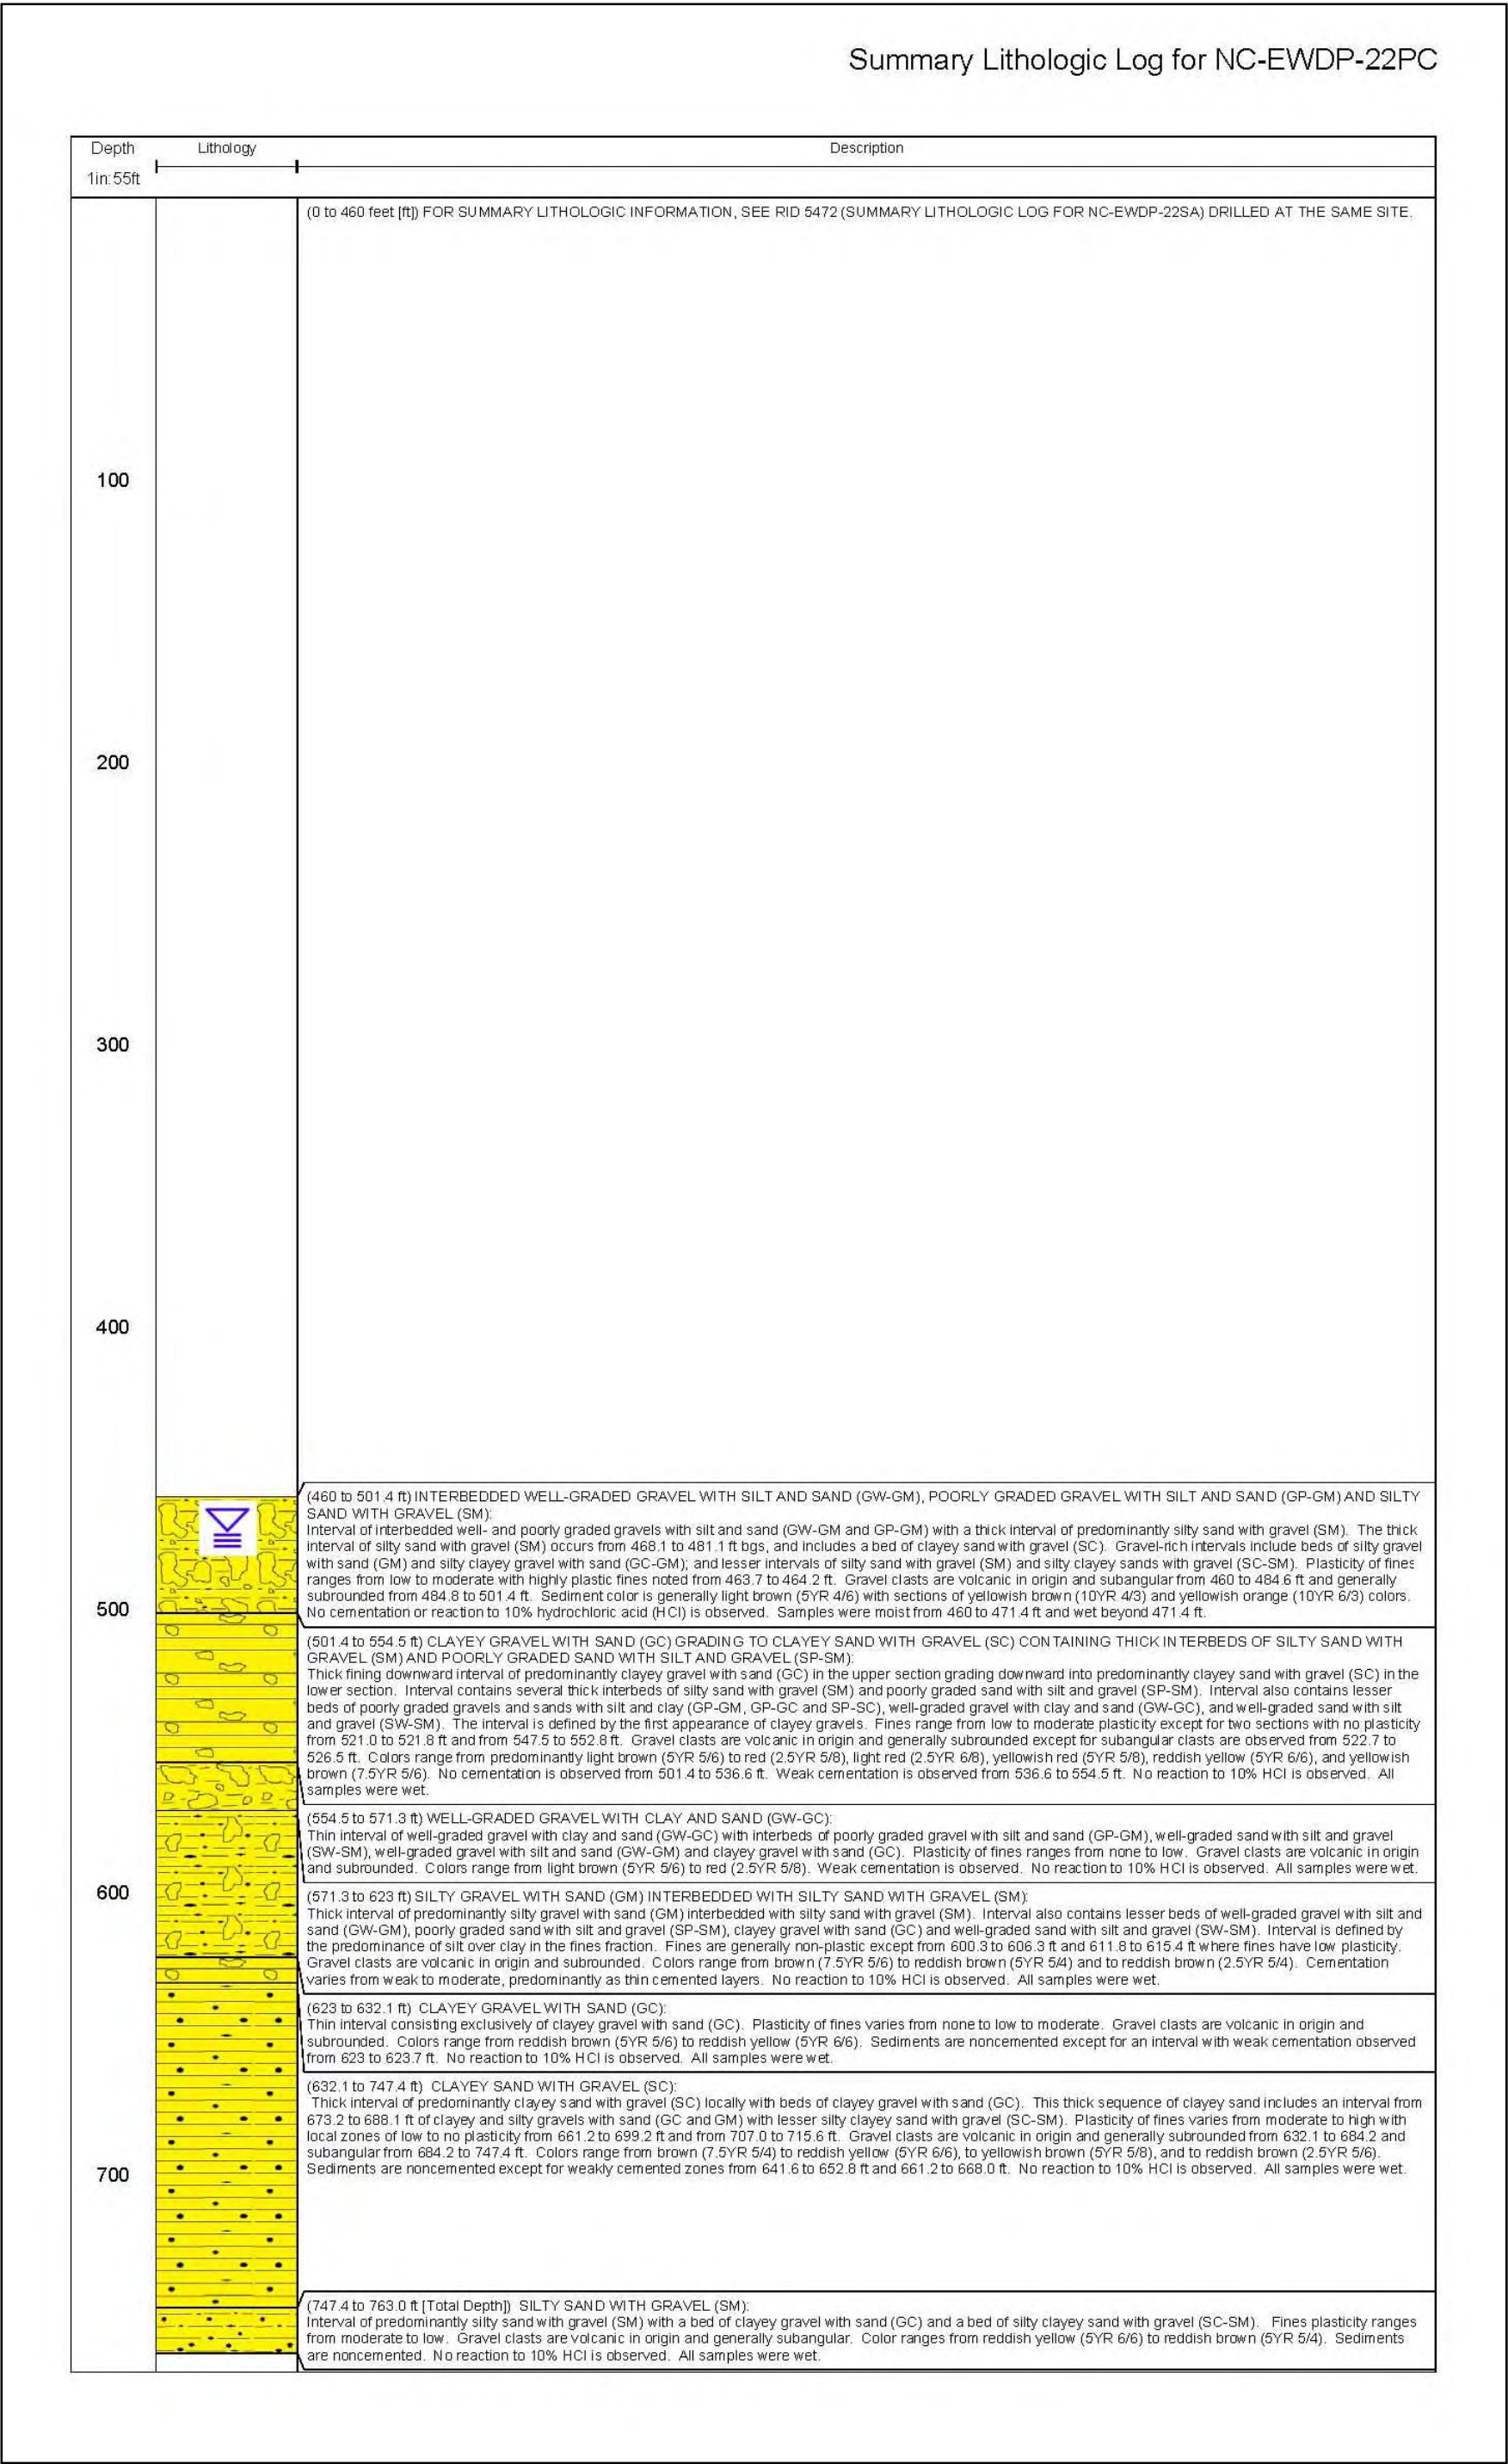 Summary Lithologic Log for NC-EWDP-22PC
Depth
Lithology
Description
1in:55ft
(0 to 460 feet [ft]) FOR SUMMARY LITHOLOGIC INFORMATION, SEE RID 5472 (SUMMARY LITHOLOGIC LOG FOR NC-EWDP-22SA) DRILLED AT THE SAME SITE.
100
200
300
400
(460 to 501.4 ft) INTERBEDDED WELL-GRADED GRAVEL WITH SILT AND SAND (GW-GM), POORLY GRADED GRAVEL WITH SILT AND SAND (GP-GM) AND SILTY
SAND WITH GRAVEL (SM):
Interval of interbedded well- and poorly graded gravels with silt and sand (GW-GM and GP-GM) with a thick interval of predominantly silty sand with gravel (SM). The thick
interval of silty sand with gravel (SM) occurs from 468.1 to 481.1 ft bgs, and includes a bed of clayey sand with gravel (SC). Gravel-rich intervals include beds of silty gravel
with sand (GM) and silty clayey gravel with sand (GC-GM); and lesser intervals of silty sand with gravel (SM) and silty clayey sands with gravel (SC-SM). Plasticity of fines
ranges from low to moderate with highly plastic fines noted from 463.7 to 464.2 ft. Gravel clasts are volcanic in origin and subangular from 460 to 484.6 ft and generally
subrounded from 484.8 to 501.4 ft. Sediment color is generally light brown (5YR 4/6) with sections of yellowish brown (10YR 4/3) and yellowish orange (10YR 6/3) colors.
No cementation or reaction to 10% hydrochloric acid (HCl) is observed. Samples were moist from 460 to 471.4 ft and wet beyond 471.4 ft.
500
(501.4 to 554.5 ft) CLAYEY GRAVEL WITH SAND (GC) GRADING TO CLAYEY SAND WITH GRAVEL (SC) CONTAINING THICK INTERBEDS OF SILTY SAND WITH
GRAVEL (SM) AND POORLY GRADED SAND WITH SILT AND GRAVEL (SP-SM):
Thick fining downward interval of predominantly clayey gravel with sand (GC) in the upper section grading downward into predominantly clayey sand with gravel (SC) in the
lower section. Interval contains several thick interbeds of silty sand with gravel (SM) and poorly graded sand with silt and gravel (SP-SM). Interval also contains lesser
beds of poorly graded gravels and sands with silt and clay (GP-GM, GP-GC and SP-SC), well-graded gravel with clay and sand (GW-GC), and well-graded sand with silt
and gravel (SW-SM). The interval is defined by the first appearance of clayey gravels. Fines range from low to moderate plasticity except for two sections with no plasticity
from 521.0 to 521.8 ft and from 547.5 to 552.8 ft. Gravel clasts are volcanic in origin and generally subrounded except for subangular clasts are observed from 522.7 to
526.5 ft. Colors range from predominantly light brown (5YR 5/6) to red (2.5YR 5/8), light red (2.5YR 6/8), yellowish red (5YR 5/8), reddish yellow (5YR 6/6), and yellowish
brown (7.5YR 5/6). No cementation is observed from 501.4 to 536.6 ft. Weak cementation is observed from 536.6 to 554.5 ft. No reaction to 10% HCl is observed. All
samples were wet.
(554.5 to 571.3 ft) WELL-GRADED GRAVEL WITH CLAY AND SAND (GW-GC):
Thin interval of well-graded gravel with clay and sand (GW-GC) with interbeds of poorly graded gravel with silt and sand (GP-GM), well-graded sand with silt and gravel
(SW-SM), well-graded gravel with silt and sand (GW-GM) and clayey gravel with sand (GC). Plasticity of fines ranges from none to low. Gravel clasts are volcanic in origin
and subrounded. Colors range from light brown (5YR 5/6) to red (2.5YR 5/8). Weak cementation is observed. No reaction to 10% HCl is observed. All samples were wet.
600
(571.3 to 623 ft) SILTY GRAVEL WITH SAND (GM) INTERBEDDED WITH SILTY SAND WITH GRAVEL (SM):
Thick interval of predominantly silty gravel with sand (GM) interbedded with silty sand with gravel (SM). Interval also contains lesser beds of well-graded gravel with silt and
sand (GW-GM), poorly graded sand with silt and gravel (SP-SM), clayey gravel with sand (GC) and well-graded sand with silt and gravel (SW-SM). Interval is defined by
the predominance of silt over clay in the fines fraction. Fines are generally non-plastic except from 600.3 to 606.3 ft and 611.8 to 615.4 ft where fines have low plasticity.
Gravel clasts are volcanic in origin and subrounded. Colors range from brown (7.5YR 5/6) to reddish brown (5YR 5/4) and to reddish brown (2.5YR 5/4). Cementation
varies from weak to moderate, predominantly as thin cemented layers. No reaction to 10% HCl is observed. All samples were wet.
(623 to 632.1 ft) CLAYEY GRAVEL WITH SAND (GC):
Thin interval consisting exclusively of clayey gravel with sand (GC). Plasticity of fines varies from none to low to moderate. Gravel clasts are volcanic in origin and
subrounded. Colors range from reddish brown (5YR 5/6) to reddish yellow (5YR 6/6). Sediments are noncemented except for an interval with weak cementation observed
from 623 to 623.7 ft. No reaction to 10% HCl is observed. All samples were wet.
(632.1 to 747.4 ft) CLAYEY SAND WITH GRAVEL (SC):
Thick interval of predominantly clayey sand with gravel (SC) locally with beds of clayey gravel with sand (GC). This thick sequence of clayey sand includes an interval from
673.2 to 688.1 ft of clayey and silty gravels with sand (GC and GM) with lesser silty clayey sand with gravel (SC-SM). Plasticity of fines varies from moderate to high with
local zones of low to no plasticity from 661.2 to 699.2 ft and from 707.0 to 715.6 ft. Gravel clasts are volcanic in origin and generally subrounded from 632.1 to 684.2 and
subangular from 684.2 to 747.4 ft. Colors range from brown (7.5YR 5/4) to reddish yellow (5YR 6/6), to yellowish brown (5YR 5/8), and to reddish brown (2.5YR 5/6).
Sediments are noncemented except for weakly cemented zones from 641.6 to 652.8 ft and 661.2 to 668.0 ft. No reaction to 10% HCl is observed. All samples were wet.
700
(747.4 to 763.0 ft [Total Depth]) SILTY SAND WITH GRAVEL (SM):
Interval of predominantly silty sand with gravel (SM) with a bed of clayey gravel with sand (GC) and a bed of silty clayey sand with gravel (SC-SM). Fines plasticity ranges
from moderate to low. Gravel clasts are volcanic in origin and generally subangular. Color ranges from reddish yellow (5YR 6/6) to reddish brown (5YR 5/4). Sediments
are noncemented. No reaction to 10% HCl is observed. All samples were wet.